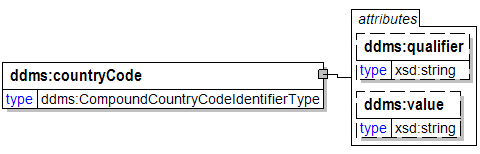 attributes
ddms:qualifier
type xsd:string
ddms:countryCode
type ddms:CompoundCountryCodeIdentifierType
ddms:value
type xsd:string